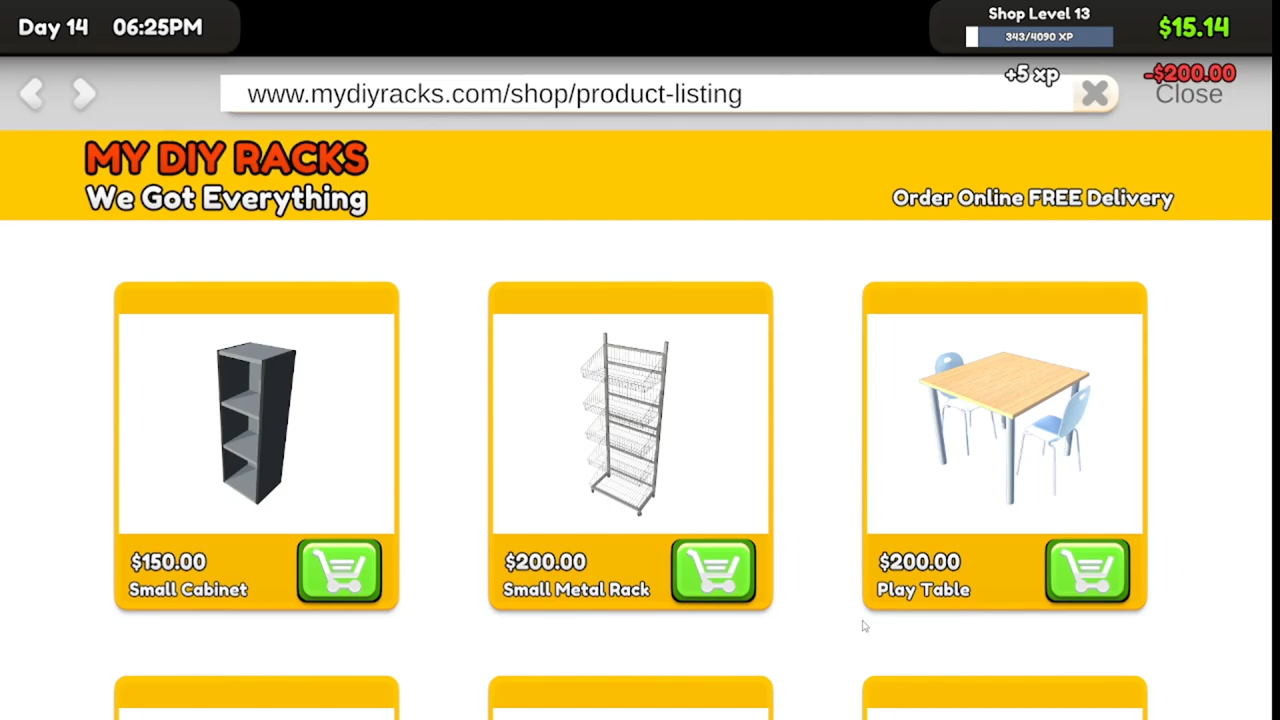 Day 14 06:25PM
Shop Level 13
343/4090 XP
$15.14
+5 xp
-$200.00
www.mydiyracks.com/shop/product-listing
Close
MY DIY RACKS
We Got Everything
Order Online FREE Delivery
$150.00
Small Cabinet
$200.00
Small Metal Rack
$200.00
Play Table